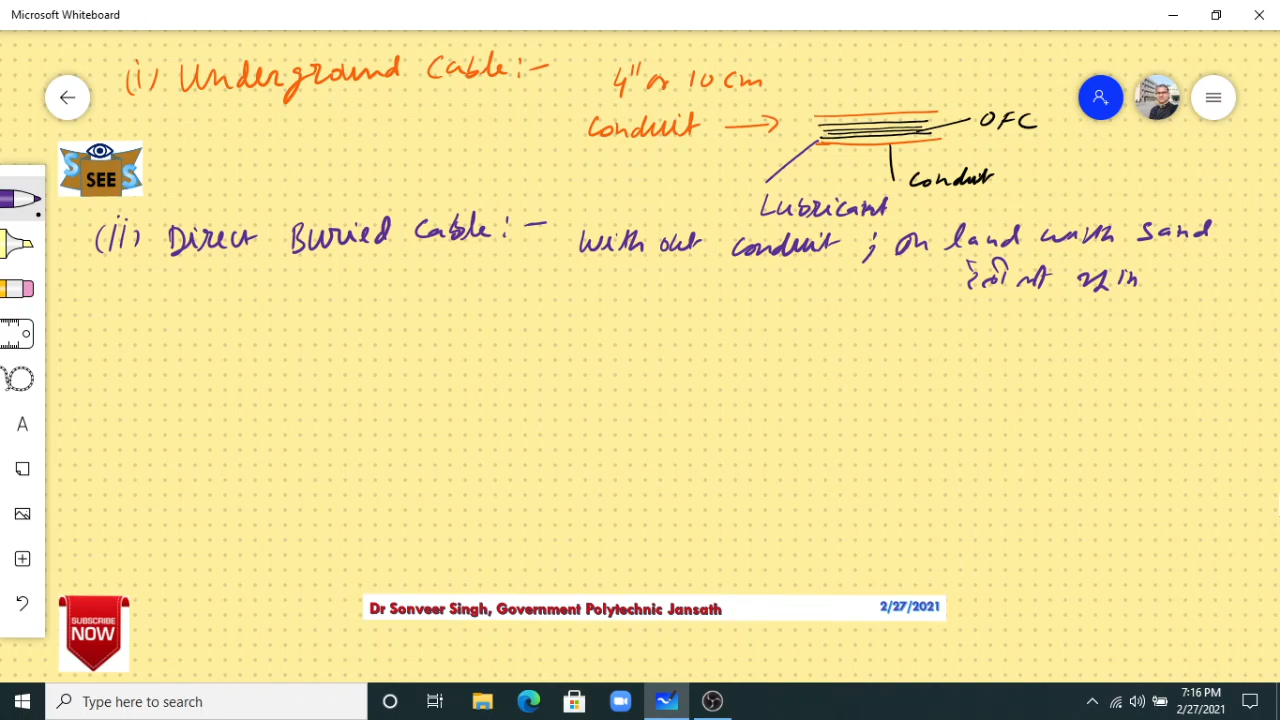 Microsoft Whiteboard
(i) Underground Cable:-
4" or 10 cm
Conduit →
OFC
Conduit
Lubricant
S SEE S
(ii) Direct Buried Cable:- With out conduit ; on land with sand
A
SUBSCRIBE
NOW
Dr Sonveer Singh, Government Polytechnic Jansath
2/27/2021
Type here to search
7:16 PM
2/27/2021